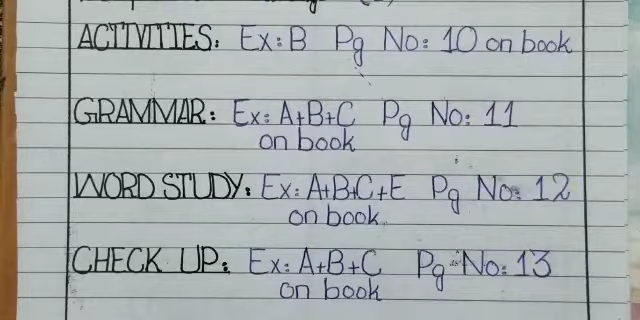 ACTIVITIES: Ex: B Pg No: 10 on book
GRAMMAR: Ex: A+B+C Pg No: 11
on book
WORD STUDY: Ex: A+B+C+E Pg No: 12
on book
CHECK UP: Ex: A+B+C Pg No: 13
on book